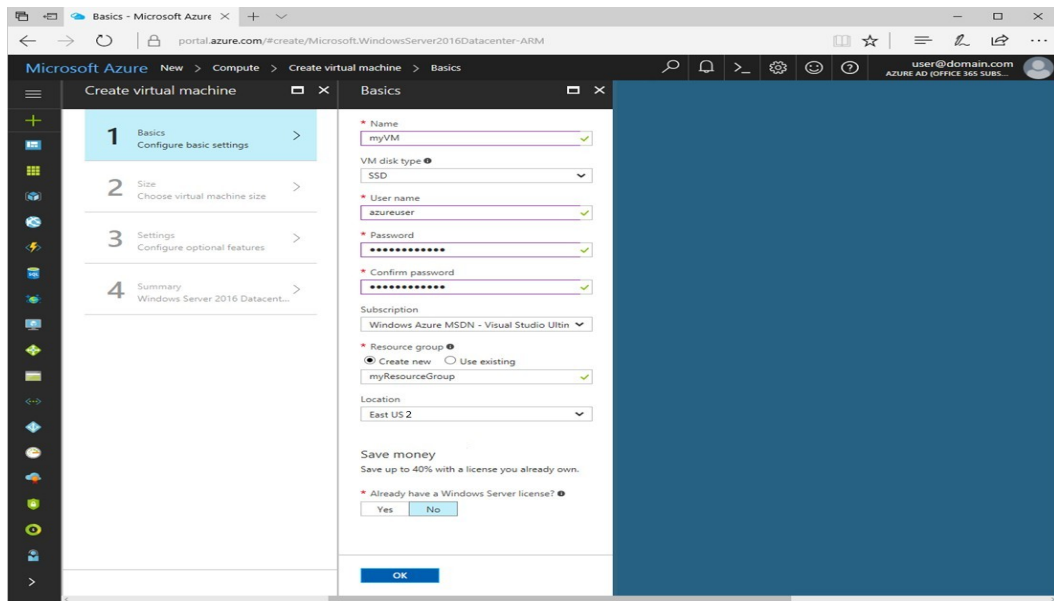 Basics - Microsoft Azure
portal.azure.com/#create/Microsoft.WindowsServer2016Datacenter-ARM
Microsoft Azure New > Compute > Create virtual machine > Basics
user@domain.com
AZURE AD (OFFICE 365 SUBS...
Create virtual machine
1
Basics
Configure basic settings
2
Size
Choose virtual machine size
3
Settings
Configure optional features
4
Summary
Windows Server 2016 Datacent...
Basics
* Name
myVM
VM disk type
SSD
* User name
azureuser
* Password
••••••••••••
* Confirm password
••••••••••••
Subscription
Windows Azure MSDN - Visual Studio Ultin
* Resource group
Create new Use existing
myResourceGroup
Location
East US 2
Save money
Save up to 40% with a license you already own.
* Already have a Windows Server license?
Yes No
OK